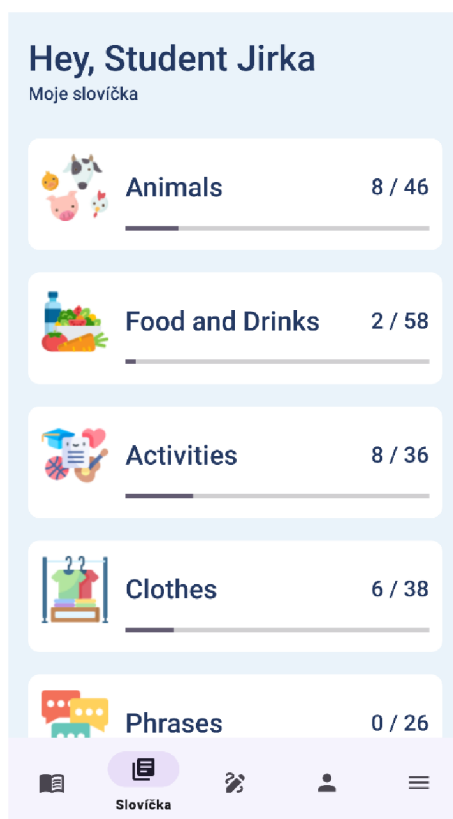 Hey, Student Jirka
Moje slovíčka
Animals 8 / 46
Food and Drinks 2 / 58
Activities 8 / 36
Clothes 6 / 38
Phrases 0 / 26
Slovíčka